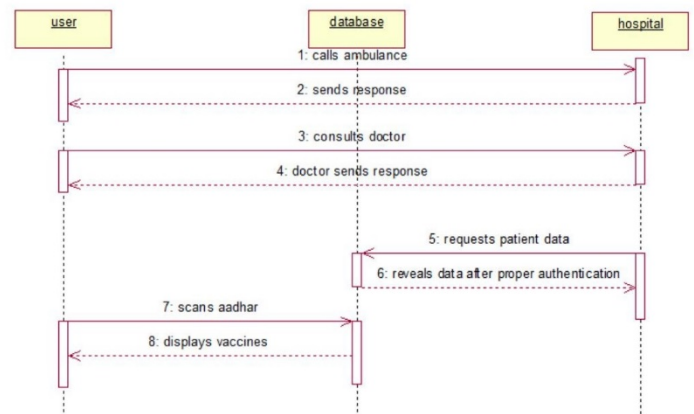 user
database
hospital
1: calls ambulance
2: sends response
3: consults doctor
4: doctor sends response
5: requests patient data
6: reveals data after proper authentication
7: scans aadhar
8: displays vaccines